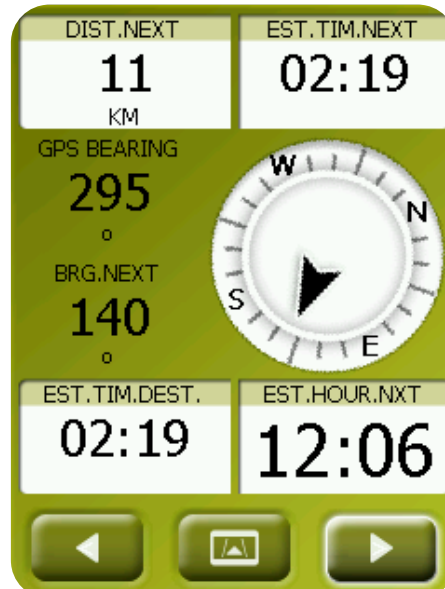 DIST.NEXT
11
KM
EST.TIM.NEXT
02:19
GPS BEARING
295
o
BRG.NEXT
140
o
W
N
S
E
EST.TIM.DEST.
02:19
EST.HOUR.NXT
12:06